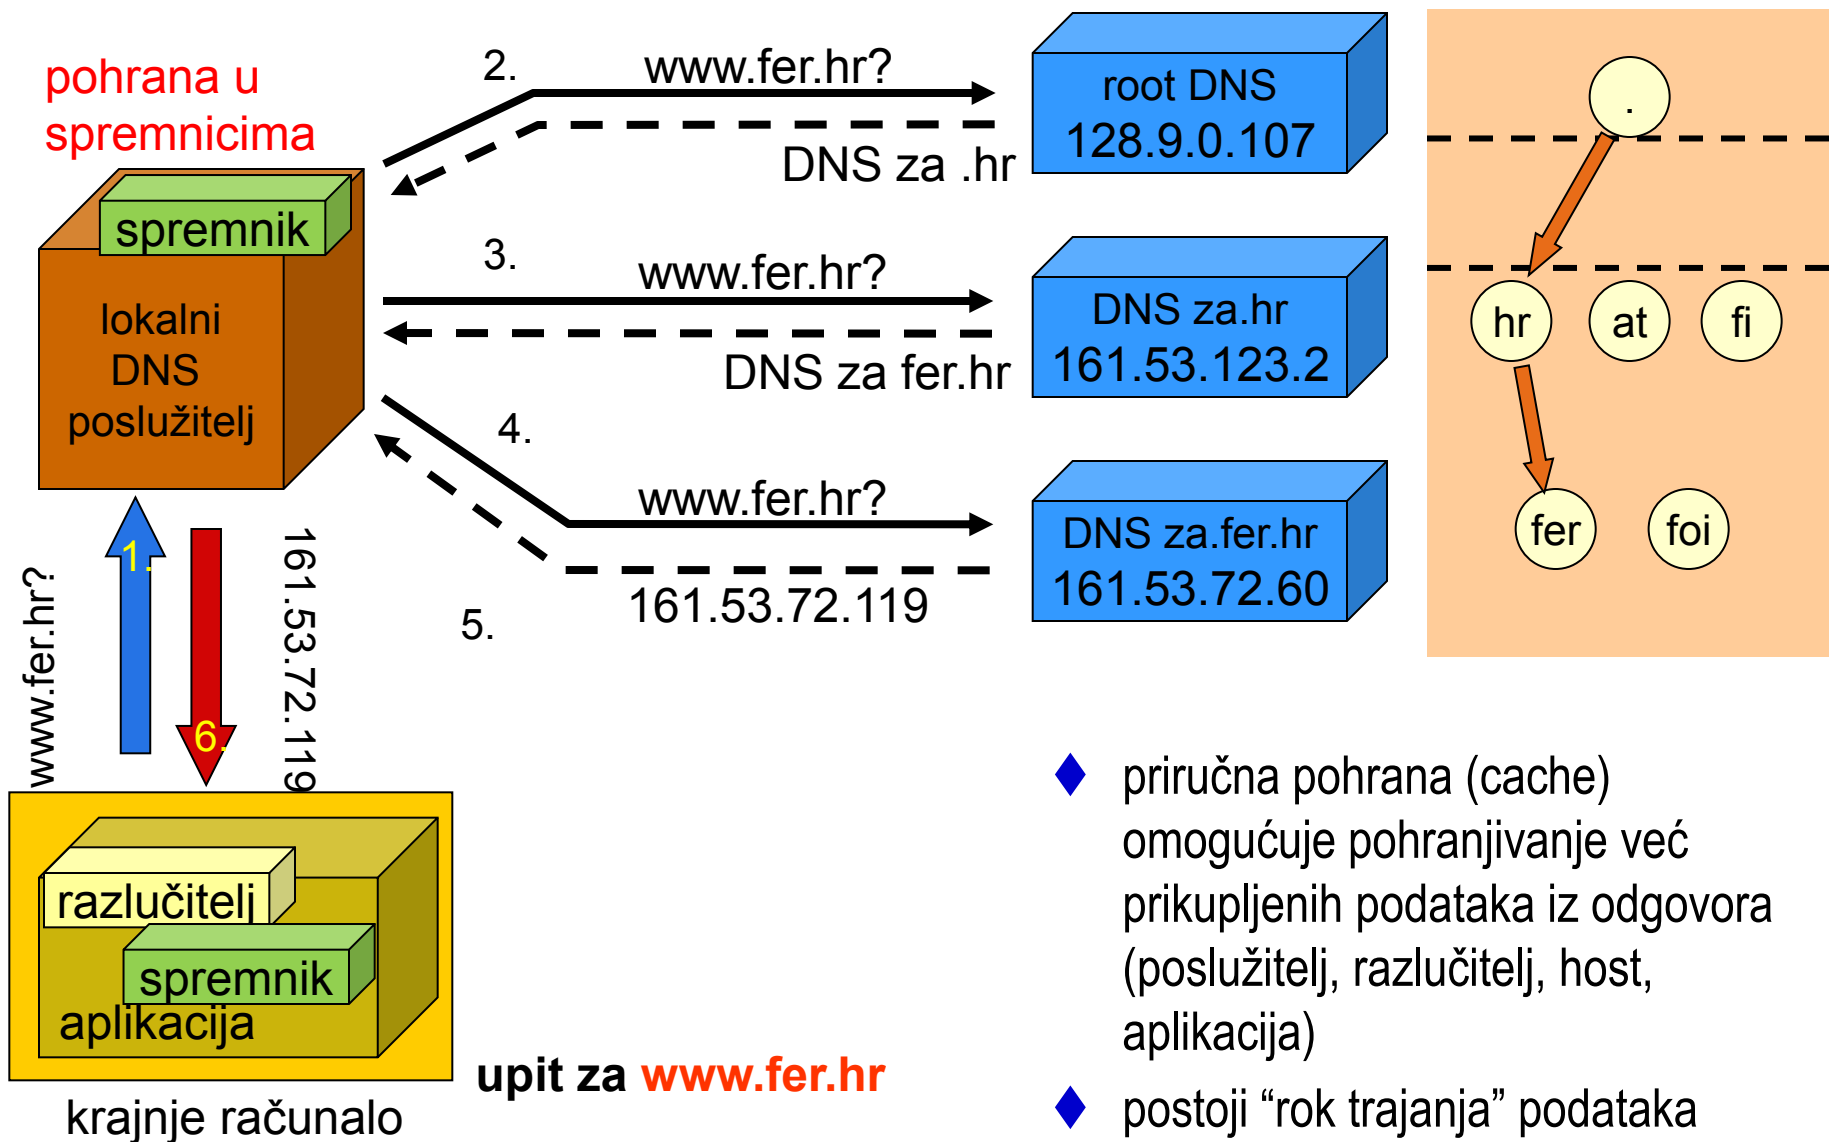 pohrana u
spremnicima
spremnik
lokalni
DNS
poslužitelj
2.
www.fer.hr?
DNS za .hr
root DNS
128.9.0.107
3.
www.fer.hr?
DNS za fer.hr
DNS za.hr
161.53.123.2
4.
www.fer.hr?
161.53.72.119
5.
DNS za.fer.hr
161.53.72.60
.
hr
at
fi
fer
foi
www.fer.hr?
1.
6.
161.53.72.119
razlučitelj
spremnik
aplikacija
krajnje računalo
upit za www.fer.hr
priručna pohrana (cache)
omogućuje pohranjivanje već
prikupljenih podataka iz odgovora
(poslužitelj, razlučitelj, host,
aplikacija)
postoji “rok trajanja” podataka